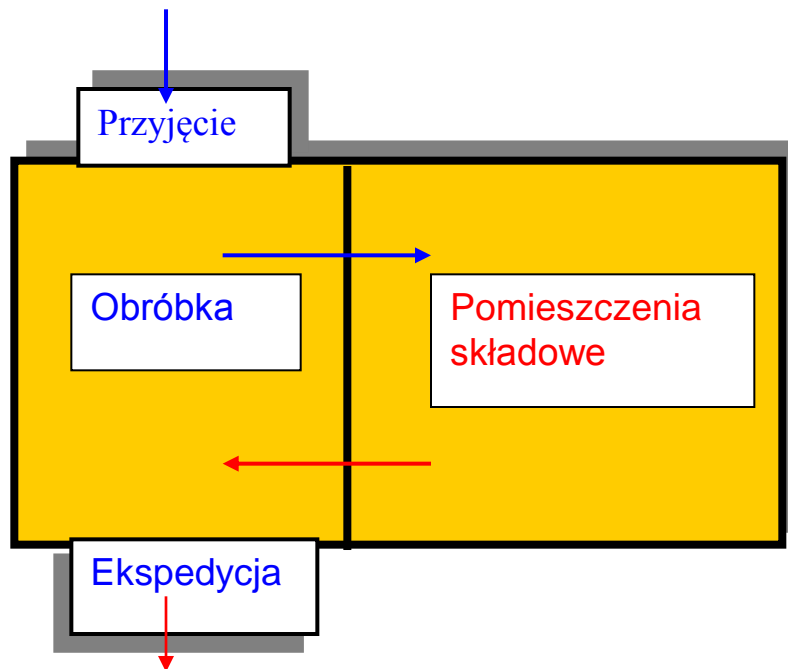 Przyjęcie
Obróbka
Pomieszczenia
składowe
Ekspedycja